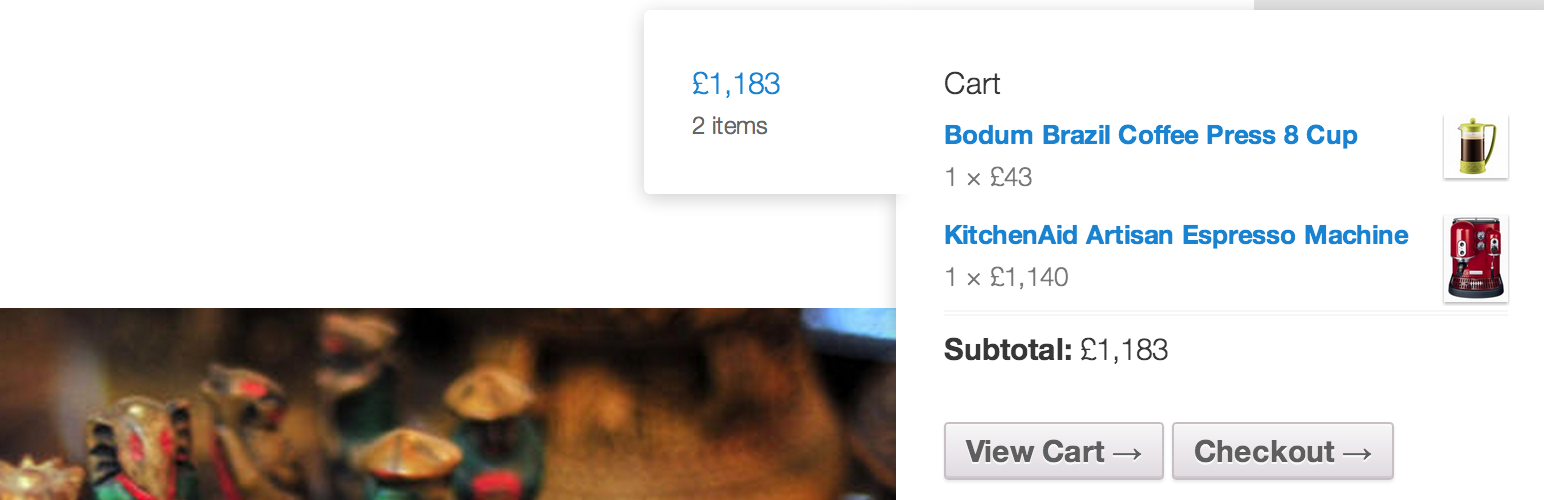 £1,183
2 items
Cart
Bodum Brazil Coffee Press 8 Cup
1 × £43
KitchenAid Artisan Espresso Machine
1 × £1,140
Subtotal: £1,183
View Cart → Checkout →